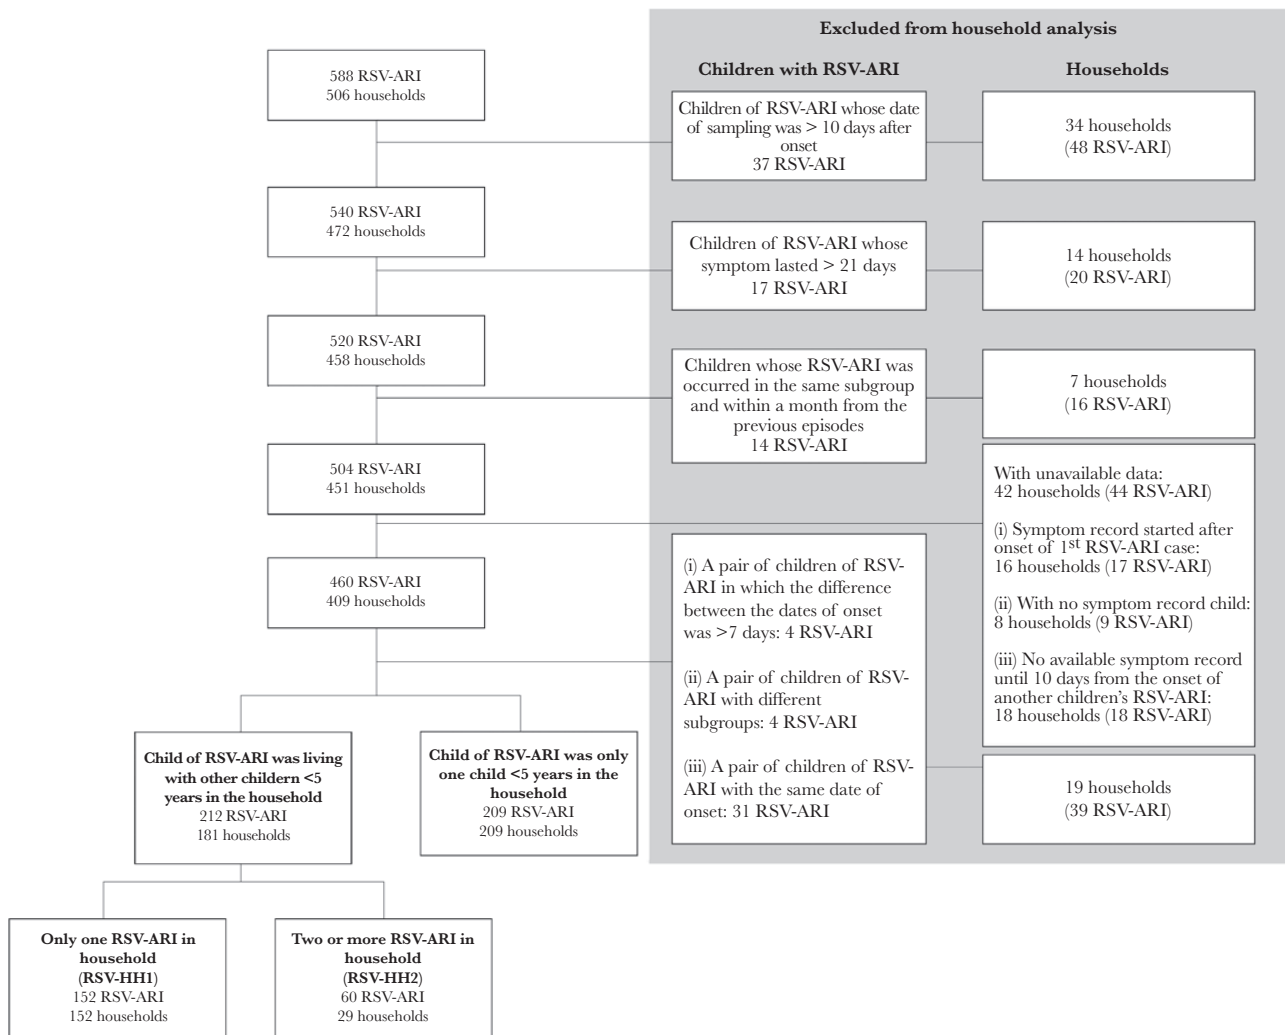 Excluded from household analysis
Children with RSV-ARI
Households
588 RSV-ARI
506 households
Children of RSV-ARI whose date
of sampling was > 10 days after
onset
37 RSV-ARI
34 households
(48 RSV-ARI)
540 RSV-ARI
472 households
Children of RSV-ARI whose
symptom lasted > 21 days
17 RSV-ARI
14 households
(20 RSV-ARI)
520 RSV-ARI
458 households
Children whose RSV-ARI was
occurred in the same subgroup
and within a month from the
previous episodes
14 RSV-ARI
7 households
(16 RSV-ARI)
504 RSV-ARI
451 households
With unavailable data:
42 households (44 RSV-ARI)
(i) Symptom record started after
onset of 1st RSV-ARI case:
16 households (17 RSV-ARI)
(ii) With no symptom record child:
8 households (9 RSV-ARI)
(iii) No available symptom record
until 10 days from the onset of
another children's RSV-ARI:
18 households (18 RSV-ARI)
460 RSV-ARI
409 households
(i) A pair of children of RSV-
ARI in which the difference
between the dates of onset
was >7 days: 4 RSV-ARI
(ii) A pair of children of RSV-
ARI with different
subgroups: 4 RSV-ARI
(iii) A pair of children of RSV-
ARI with the same date of
onset: 31 RSV-ARI
19 households
(39 RSV-ARI)
Child of RSV-ARI was living
with other childern <5
years in the household
212 RSV-ARI
181 households
Child of RSV-ARI was only
one child <5 years in the
household
209 RSV-ARI
209 households
Only one RSV-ARI in
household
(RSV-HH1)
152 RSV-ARI
152 households
Two or more RSV-ARI in
household
(RSV-HH2)
60 RSV-ARI
29 households